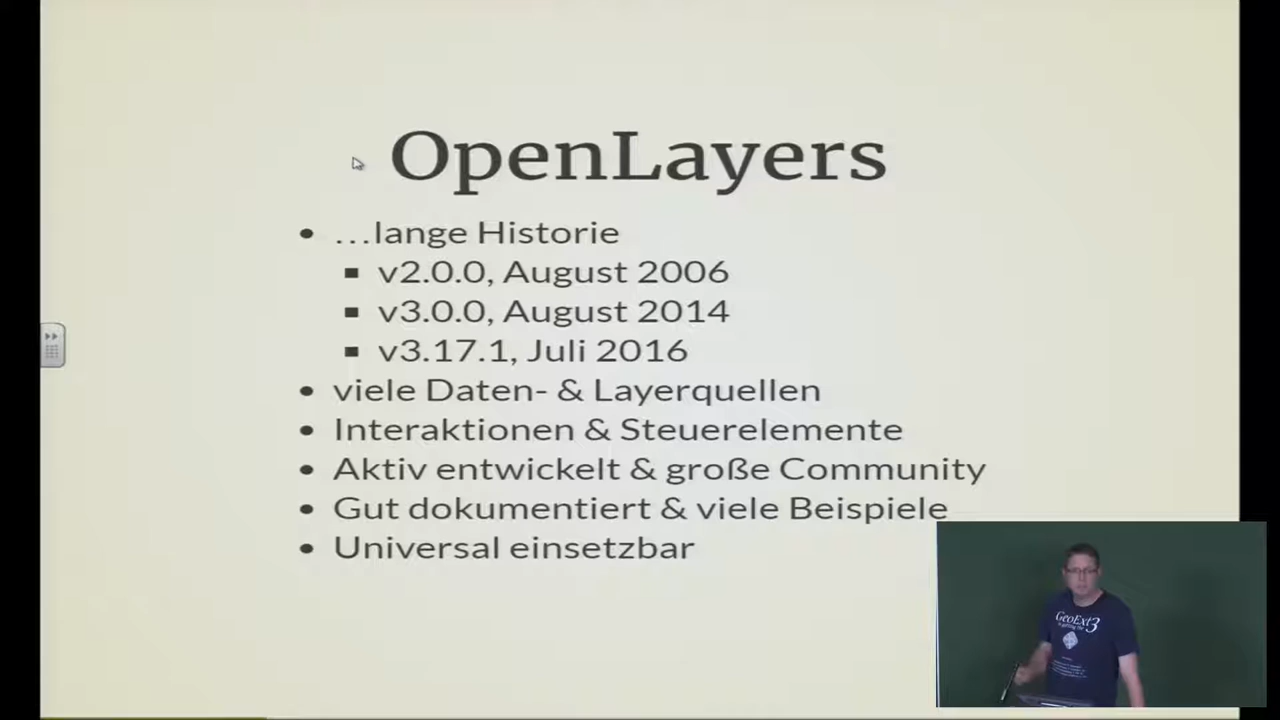 OpenLayers
…lange Historie
v2.0.0, August 2006
v3.0.0, August 2014
v3.17.1, Juli 2016
viele Daten- & Layerquellen
Interaktionen & Steuerelemente
Aktiv entwickelt & große Community
Gut dokumentiert & viele Beispiele
Universal einsetzbar
GeoExt3